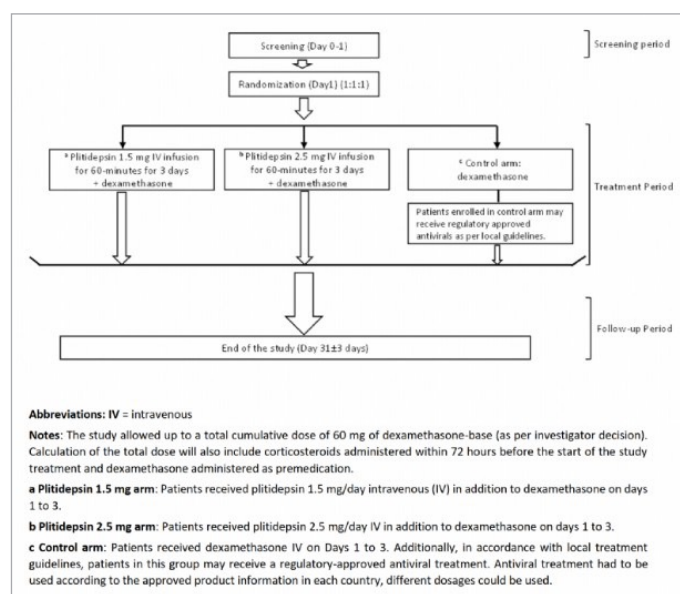 Screening (Day 0-1)
Screening period
Randomization (Day1) (1:1:1)
a Plitidepsin 1.5 mg IV infusion
for 60-minutes for 3 days
+ dexamethasone
b Plitidepsin 2.5 mg IV infusion
for 60-minutes for 3 days
+ dexamethasone
c Control arm:
dexamethasone
Treatment Period
Patients enrolled in control arm may
receive regulatory approved
antivirals as per local guidelines.
Follow-up Period
End of the study (Day 31±3 days)
Abbreviations: IV = intravenous
Notes: The study allowed up to a total cumulative dose of 60 mg of dexamethasone-base (as per investigator decision).
Calculation of the total dose will also include corticosteroids administered within 72 hours before the start of the study
treatment and dexamethasone administered as premedication.
a Plitidepsin 1.5 mg arm: Patients received plitidepsin 1.5 mg/day intravenous (IV) in addition to dexamethasone on days
1 to 3.
b Plitidepsin 2.5 mg arm: Patients received plitidepsin 2.5 mg/day IV in addition to dexamethasone on days 1 to 3.
c Control arm: Patients received dexamethasone IV on Days 1 to 3. Additionally, in accordance with local treatment
guidelines, patients in this group may receive a regulatory-approved antiviral treatment. Antiviral treatment had to be
used according to the approved product information in each country, different dosages could be used.